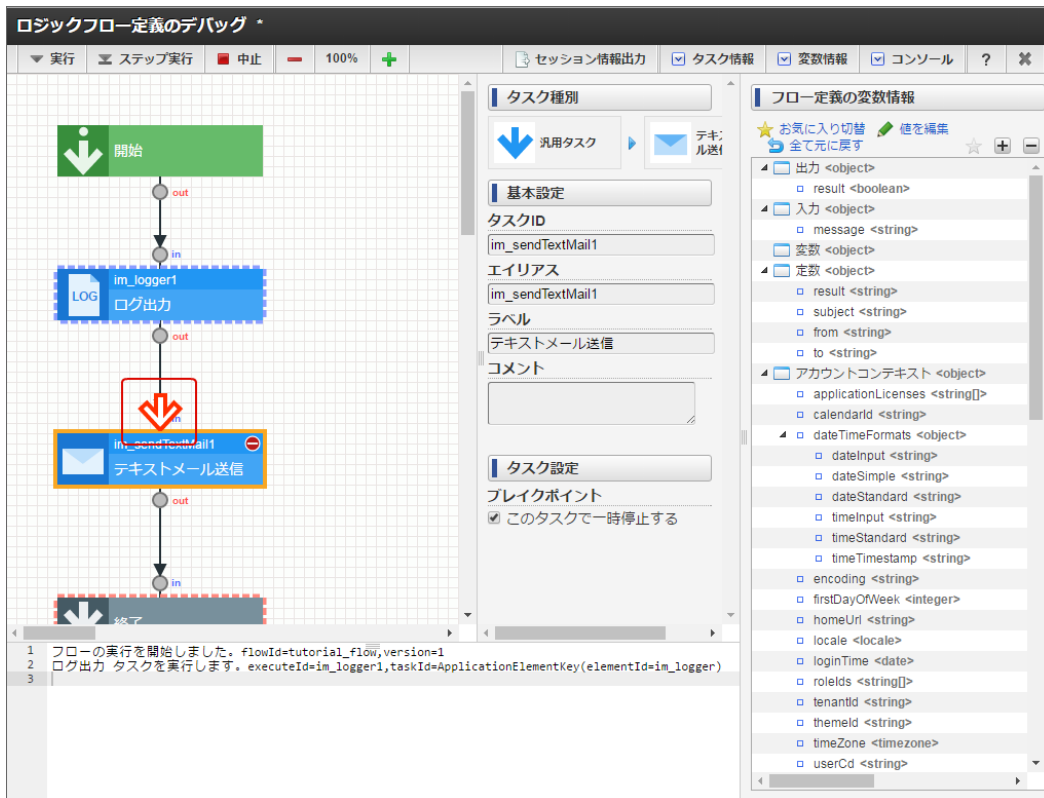 ロジックフロー定義のデバッグ *
実行 ステップ実行 中止 100% セッション情報出力 タスク情報 変数情報 コンソール ? ✖
開始
out
in
im_logger1
LOG
ログ出力
out
in
im_sendTextMail1
テキストメール送信
out
in
終了
タスク種別
汎用タスク
基本設定
タスクID
im_sendTextMail1
エイリアス
im_sendTextMail1
ラベル
テキストメール送信
コメント
タスク設定
ブレイクポイント
このタスクで一時停止する
フロー定義の変数情報
お気に入り切替 値を編集
全て元に戻す
出力 <object>
result <boolean>
入力 <object>
message <string>
変数 <object>
定数 <object>
result <string>
subject <string>
from <string>
to <string>
アカウントコンテキスト <object>
applicationLicenses <string[]>
calendarId <string>
dateTimeFormats <object>
dateInput <string>
dateSimple <string>
dateStandard <string>
timeInput <string>
timeStandard <string>
timeTimestamp <string>
encoding <string>
firstDayOfWeek <integer>
homeUrl <string>
locale <locale>
loginTime <date>
roleIds <string[]>
tenantId <string>
themeId <string>
timeZone <timezone>
userCd <string>
1 フローの実行を開始しました。flowId=tutorial_flow,version=1
2 ログ出力 タスクを実行します。executeId=im_logger1,taskId=ApplicationElementKey(elementId=im_logger)
3